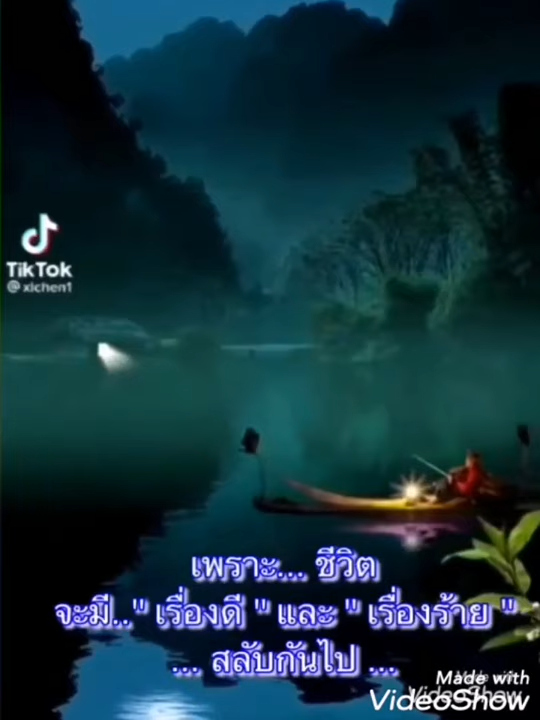 TikTok
@xichen1
เพราะ... ชีวิต
จะมี.." เรื่องดี " และ " เรื่องร้าย "
... สลับกันไป ...
Made with
VideoShow